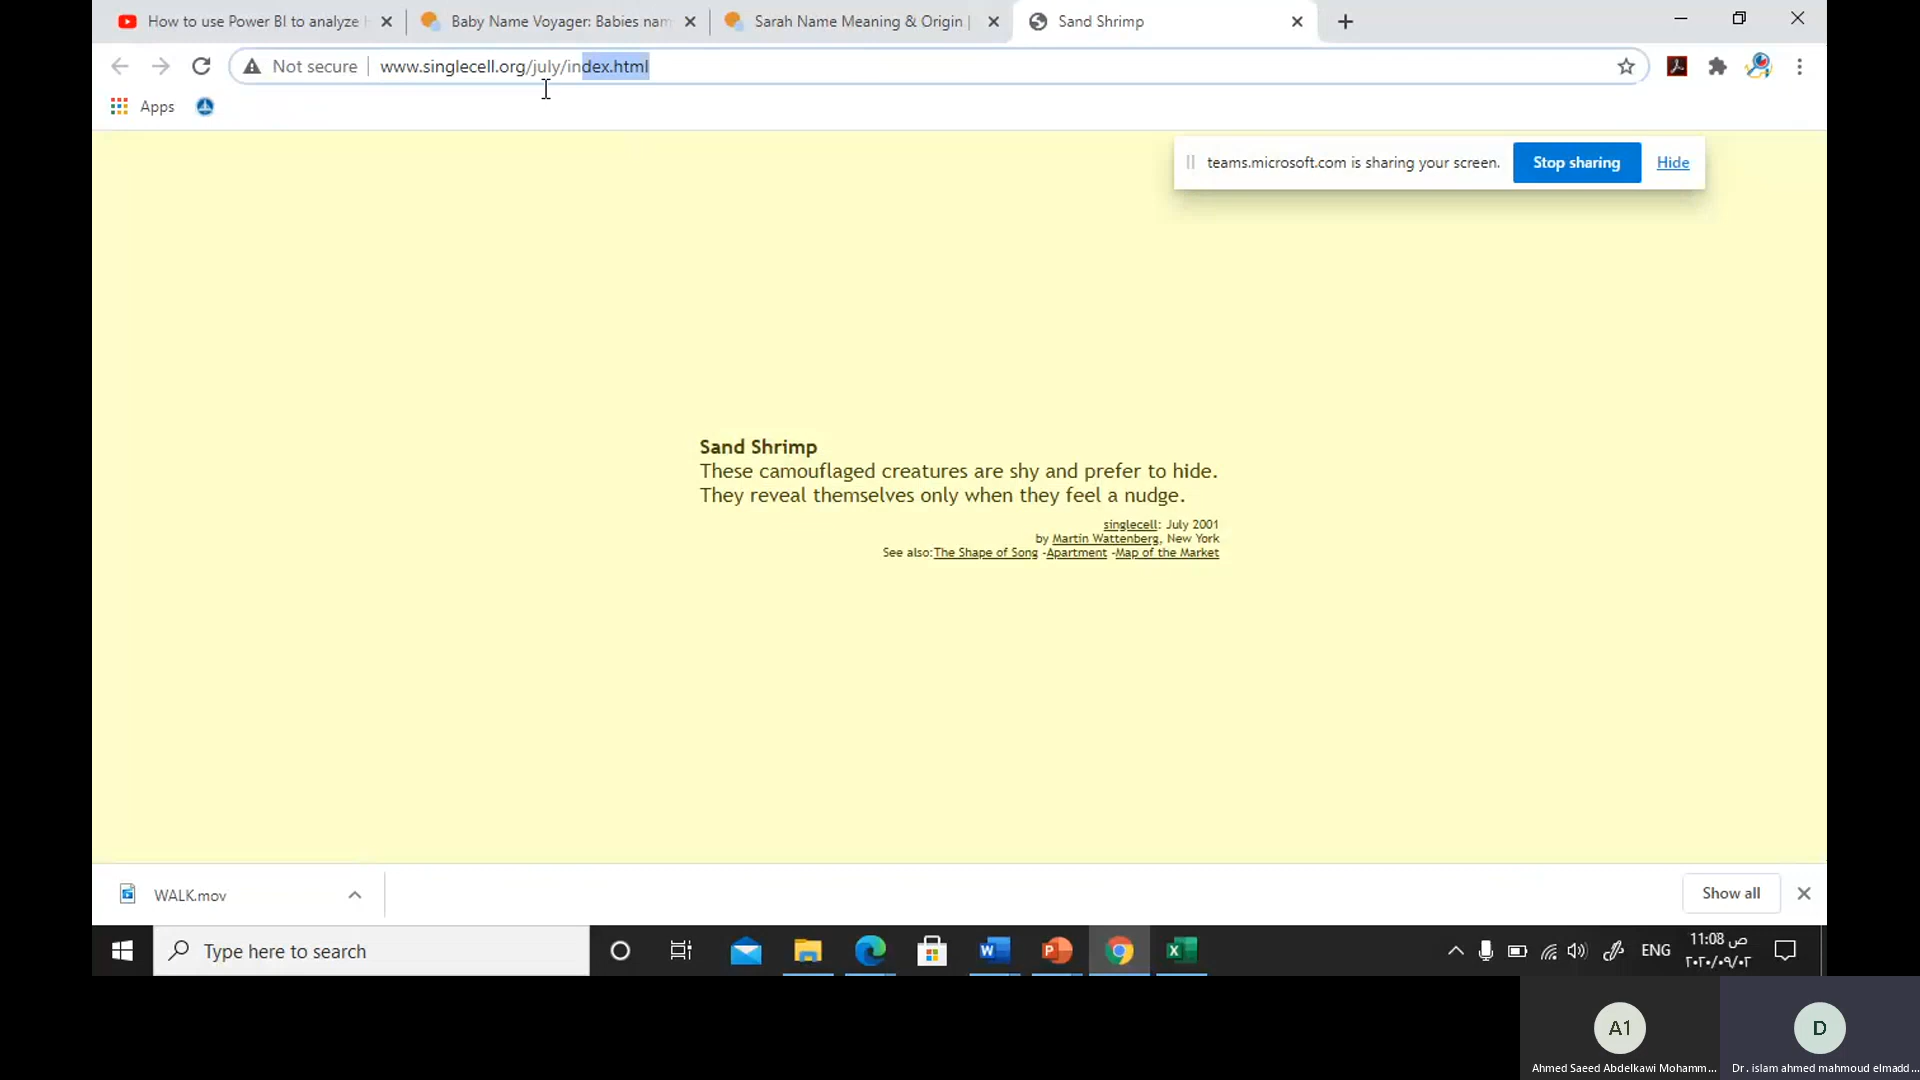 How to use Power BI to analyze
Baby Name Voyager: Babies nam
Sarah Name Meaning & Origin |
Sand Shrimp
Not secure
www.singlecell.org/july/index.html
Apps
teams.microsoft.com is sharing your screen.
Stop sharing
Hide
Sand Shrimp
These camouflaged creatures are shy and prefer to hide.
They reveal themselves only when they feel a nudge.
singlecell: July 2001
by Martin Wattenberg, New York
See also:The Shape of Song -Apartment -Map of the Market
WALK.mov
Show all
Type here to search
ENG
11:08 ص
٢٠٢٠/٠٩/٠٢
A1
D
Ahmed Saeed Abdelkawi Mohamm...
Dr. islam ahmed mahmoud elmadd...